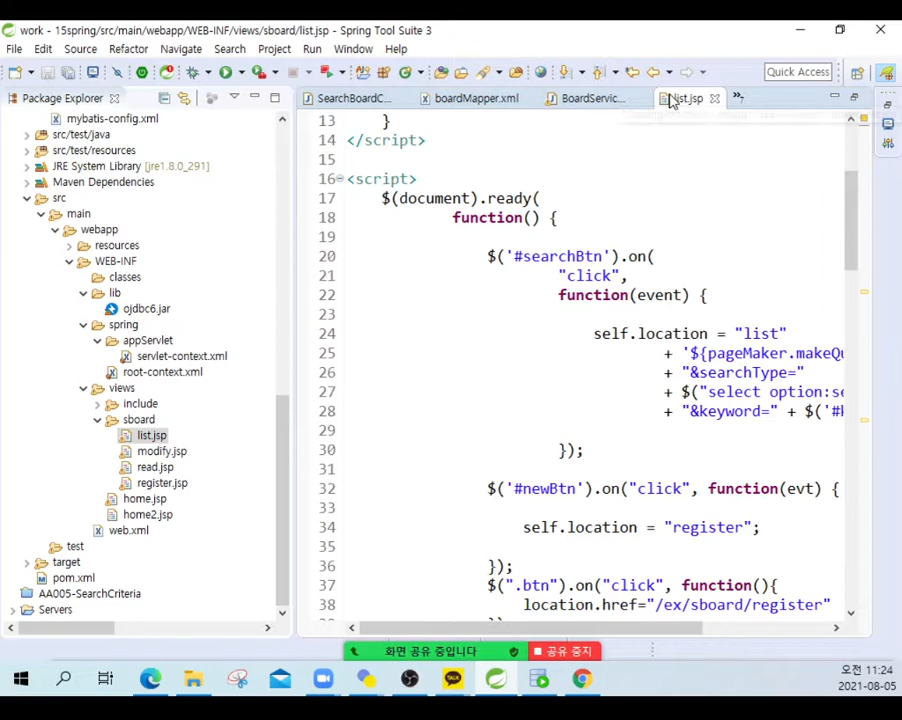 work - 15spring/src/main/webapp/WEB-INF/views/sboard/list.jsp - Spring Tool Suite 3
File Edit Source Refactor Navigate Search Project Run Window Help
Quick Access
Package Explorer
SearchBoardC... boardMapper.xml BoardServic... list.jsp 7
mybatis-config.xml
src/test/java
src/test/resources
JRE System Library [jre1.8.0_291]
Maven Dependencies
src
main
webapp
resources
WEB-INF
classes
lib
ojdbc6.jar
spring
appServlet
servlet-context.xml
root-context.xml
views
include
sboard
list.jsp
modify.jsp
read.jsp
register.jsp
home.jsp
home2.jsp
web.xml
test
target
pom.xml
AA005-SearchCriteria
Servers
13 }
14 </script>
15
16 <script>
17 $(document).ready(
18 function() {
19
20 $('#searchBtn').on(
21 "click",
22 function(event) {
23
24 self.location = "list"
25 + '${pageMaker.makeQu
26 + "&searchType="
27 + $("select option:se
28 + "&keyword=" + $('#k
29
30 });
31
32 $('#newBtn').on("click", function(evt) {
33
34 self.location = "register";
35
36 });
37 $(".btn").on("click", function(){
38 location.href="/ex/sboard/register"
화면 공유 중입니다 공유 중지
TALK
오전 11:24
2021-08-05